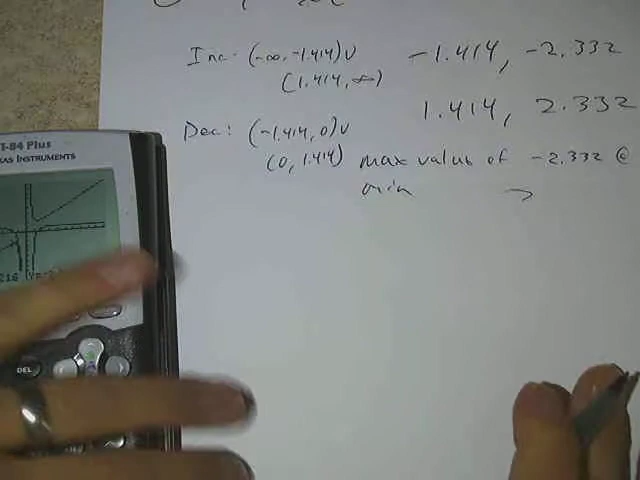 Inc: (-∞, -1.414) ∪
(1.414, ∞)
-1.414, -2.332
1.414, 2.332
Dec: (-1.414, 0) ∪
(0, 1.414)
max value of -2.332 @
min
TI-84 Plus
TEXAS INSTRUMENTS
DEL